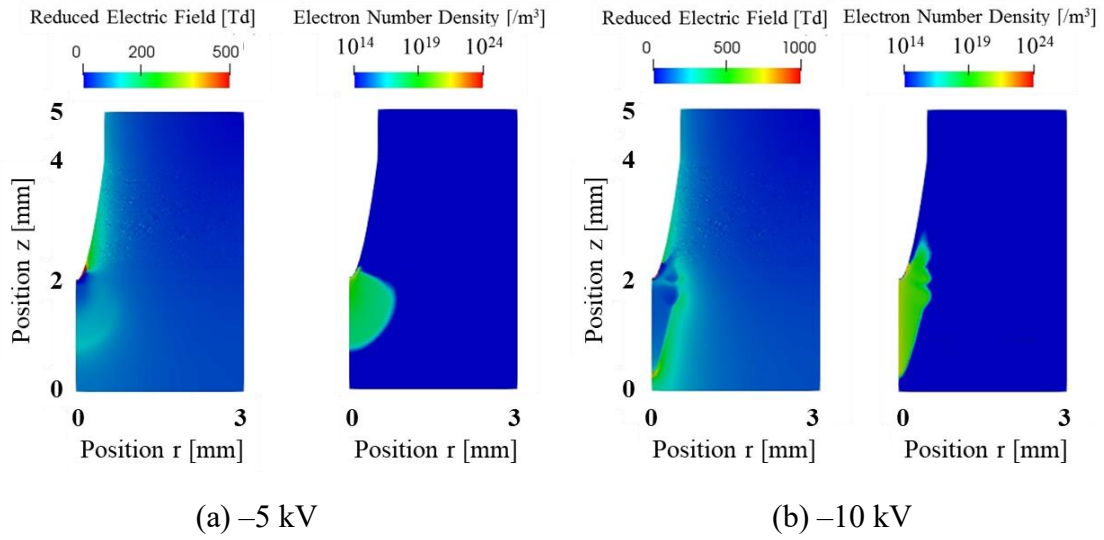 Reduced Electric Field [Td]
0 200 500
Electron Number Density [/m³]
10¹⁴ 10¹⁹ 10²⁴
Reduced Electric Field [Td]
0 500 1000
Electron Number Density [/m³]
10¹⁴ 10¹⁹ 10²⁴
5
4
2
0
Position z [mm]
0 3
Position r [mm]
0 3
Position r [mm]
5
4
2
0
Position z [mm]
0 3
Position r [mm]
0 3
Position r [mm]
(a) –5 kV
(b) –10 kV